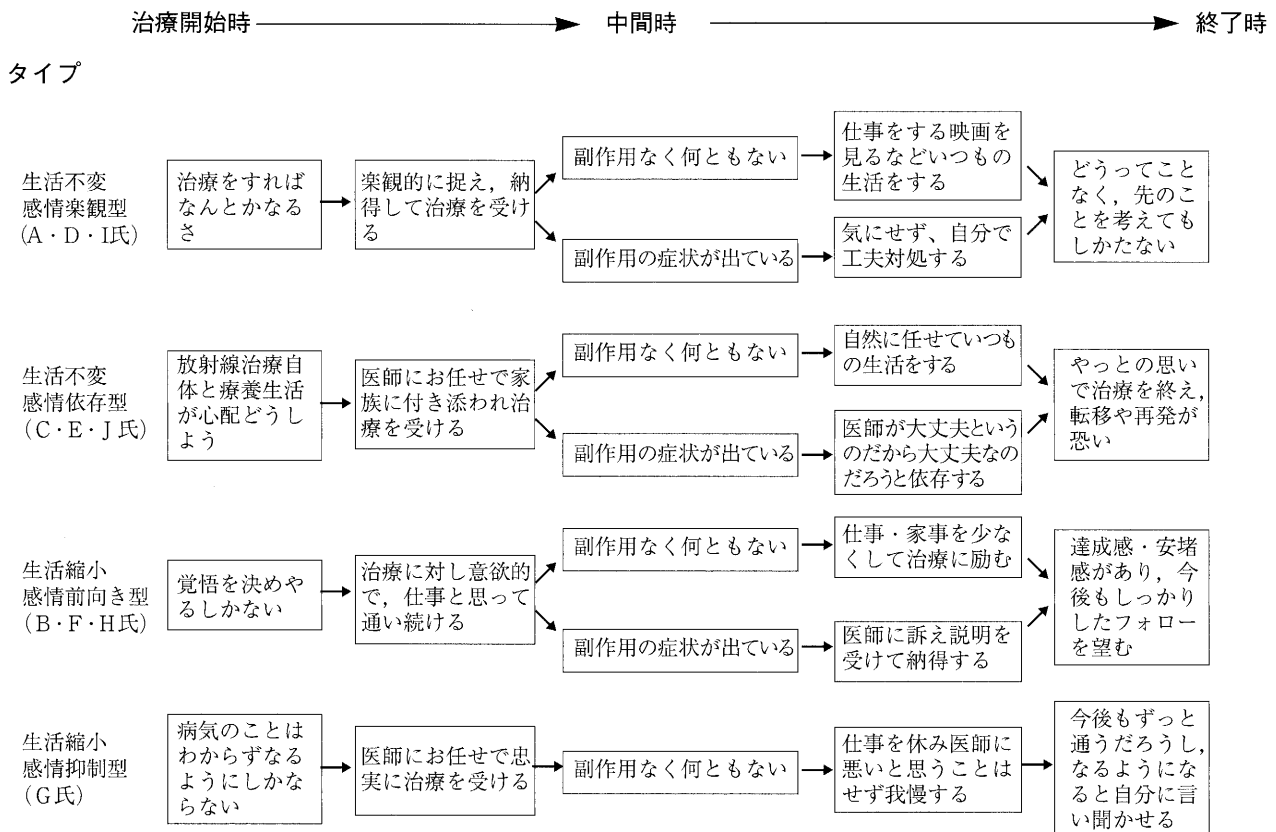 治療開始時 中間時 終了時
タイプ
生活不変
感情楽観型
(A・D・I氏)
治療をすれば
なんとかなる
さ
楽観的に捉え，納
得して治療を受け
る
副作用なく何ともない
仕事をする映画を
見るなどいつもの
生活をする
副作用の症状が出ている
気にせず、自分で
工夫対処する
どうってこと
なく，先のこ
とを考えても
しかたない
生活不変
感情依存型
(C・E・J氏)
放射線治療自
体と療養生活
が心配どうし
よう
医師にお任せで家
族に付き添われ治
療を受ける
副作用なく何ともない
自然に任せていつも
の生活をする
副作用の症状が出ている
医師が大丈夫という
のだから大丈夫なの
だろうと依存する
やっとの思い
で治療を終え，
転移や再発が
恐い
生活縮小
感情前向き型
(B・F・H氏)
覚悟を決めや
るしかない
治療に対し意欲的
で，仕事と思って
通い続ける
副作用なく何ともない
仕事・家事を少な
くして治療に励む
副作用の症状が出ている
医師に訴え説明を
受けて納得する
達成感・安堵
感があり，今
後もしっかり
したフォロー
を望む
生活縮小
感情抑制型
(G氏)
病気のことは
わからずなる
ようにしかな
らない
医師にお任せで忠
実に治療を受ける
副作用なく何ともない
仕事を休み医師に
悪いと思うことは
せず我慢する
今後もずっと
通うだろうし，
なるようにな
ると自分に言
い聞かせる